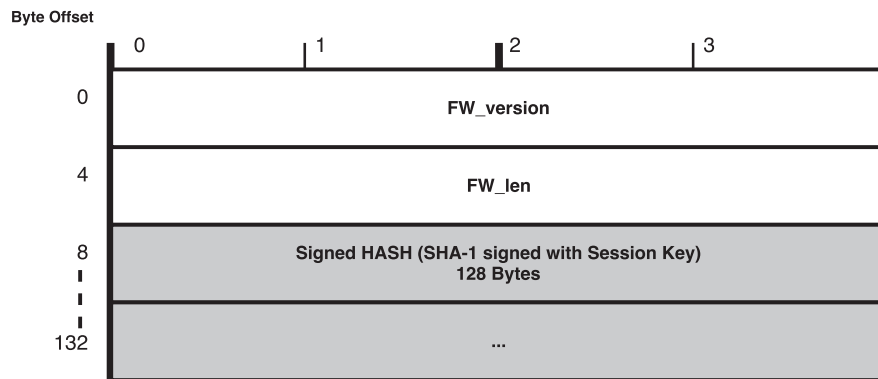 Byte Offset
0 1 2 3
0 FW_version
4 FW_len
8 Signed HASH (SHA-1 signed with Session Key)
128 Bytes
132 ...